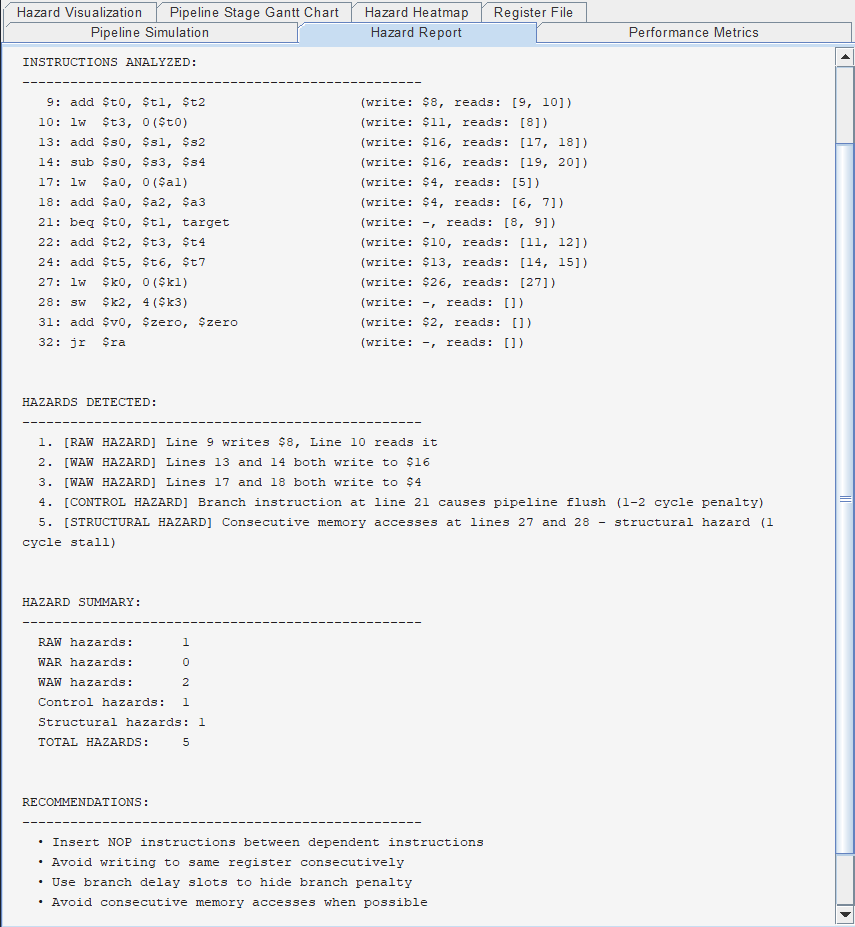 Hazard Visualization Pipeline Stage Gantt Chart Hazard Heatmap Register File
Pipeline Simulation Hazard Report Performance Metrics
INSTRUCTIONS ANALYZED:
--------------------------------------------------
9: add $t0, $t1, $t2 (write: $8, reads: [9, 10])
10: lw $t3, 0($t0) (write: $11, reads: [8])
13: add $s0, $s1, $s2 (write: $16, reads: [17, 18])
14: sub $s0, $s3, $s4 (write: $16, reads: [19, 20])
17: lw $a0, 0($a1) (write: $4, reads: [5])
18: add $a0, $a2, $a3 (write: $4, reads: [6, 7])
21: beq $t0, $t1, target (write: -, reads: [8, 9])
22: add $t2, $t3, $t4 (write: $10, reads: [11, 12])
24: add $t5, $t6, $t7 (write: $13, reads: [14, 15])
27: lw $k0, 0($k1) (write: $26, reads: [27])
28: sw $k2, 4($k3) (write: -, reads: [])
31: add $v0, $zero, $zero (write: $2, reads: [])
32: jr $ra (write: -, reads: [])
HAZARDS DETECTED:
--------------------------------------------------
1. [RAW HAZARD] Line 9 writes $8, Line 10 reads it
2. [WAW HAZARD] Lines 13 and 14 both write to $16
3. [WAW HAZARD] Lines 17 and 18 both write to $4
4. [CONTROL HAZARD] Branch instruction at line 21 causes pipeline flush (1-2 cycle penalty)
5. [STRUCTURAL HAZARD] Consecutive memory accesses at lines 27 and 28 - structural hazard (1
cycle stall)
HAZARD SUMMARY:
--------------------------------------------------
RAW hazards: 1
WAR hazards: 0
WAW hazards: 2
Control hazards: 1
Structural hazards: 1
TOTAL HAZARDS: 5
RECOMMENDATIONS:
--------------------------------------------------
• Insert NOP instructions between dependent instructions
• Avoid writing to same register consecutively
• Use branch delay slots to hide branch penalty
• Avoid consecutive memory accesses when possible